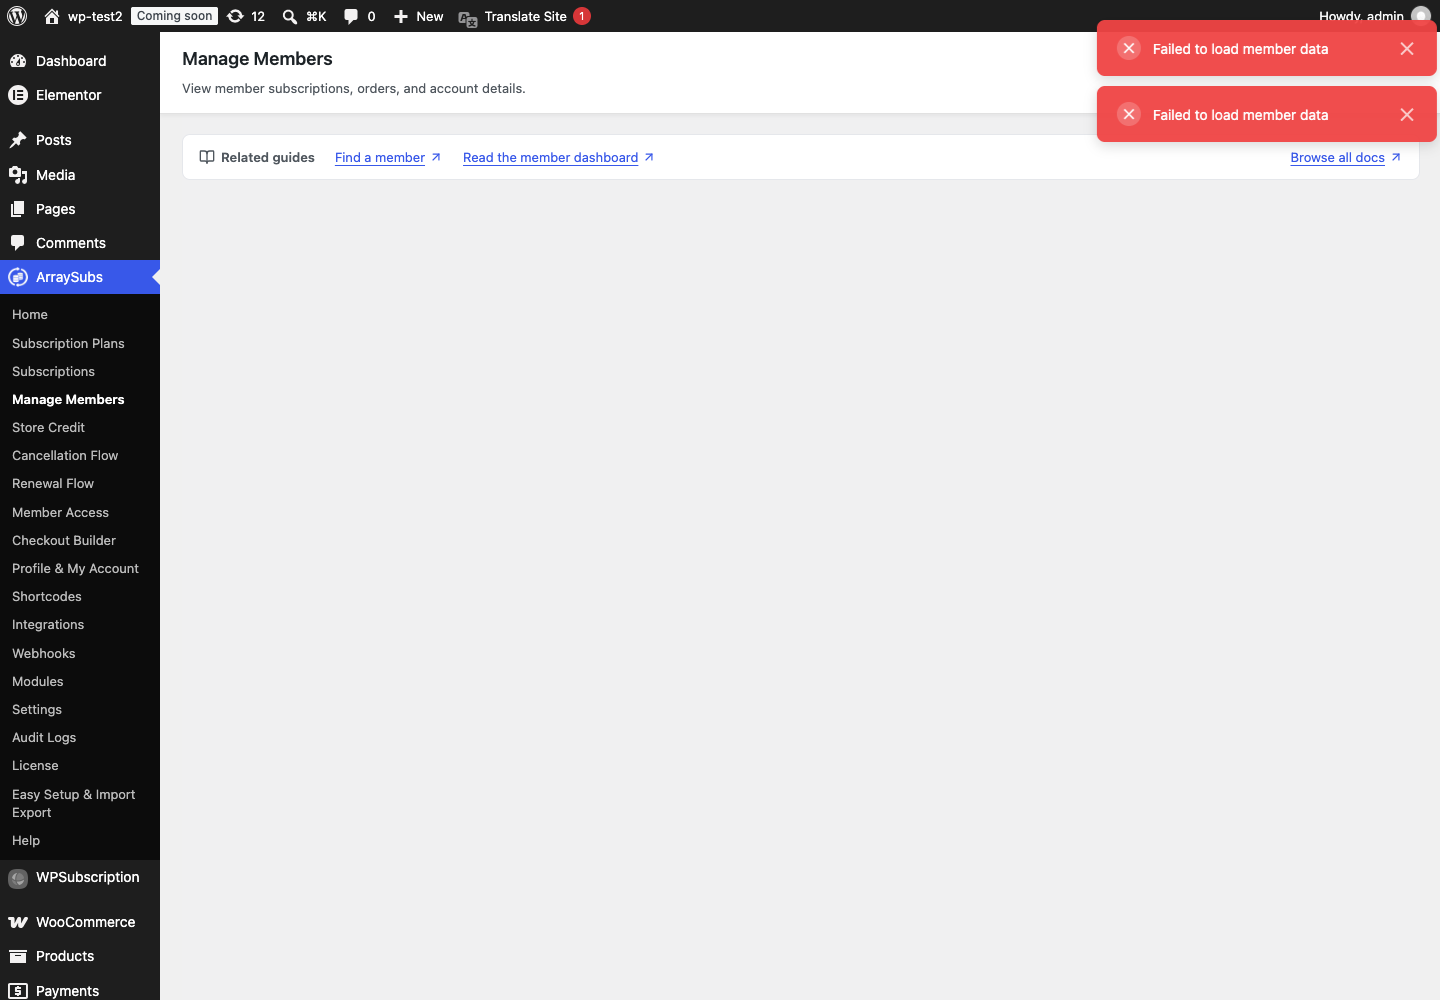 wp-test2
Coming soon
12
⌘K
0
New
Translate Site
1
Howdy, admin
Dashboard
Elementor
Posts
Media
Pages
Comments
ArraySubs
Home
Subscription Plans
Subscriptions
Manage Members
Store Credit
Cancellation Flow
Renewal Flow
Member Access
Checkout Builder
Profile & My Account
Shortcodes
Integrations
Webhooks
Modules
Settings
Audit Logs
License
Easy Setup & Import
Export
Help
WPSubscription
WooCommerce
Products
Payments
Manage Members
View member subscriptions, orders, and account details.
Failed to load member data
Failed to load member data
Related guides
Find a member
Read the member dashboard
Browse all docs